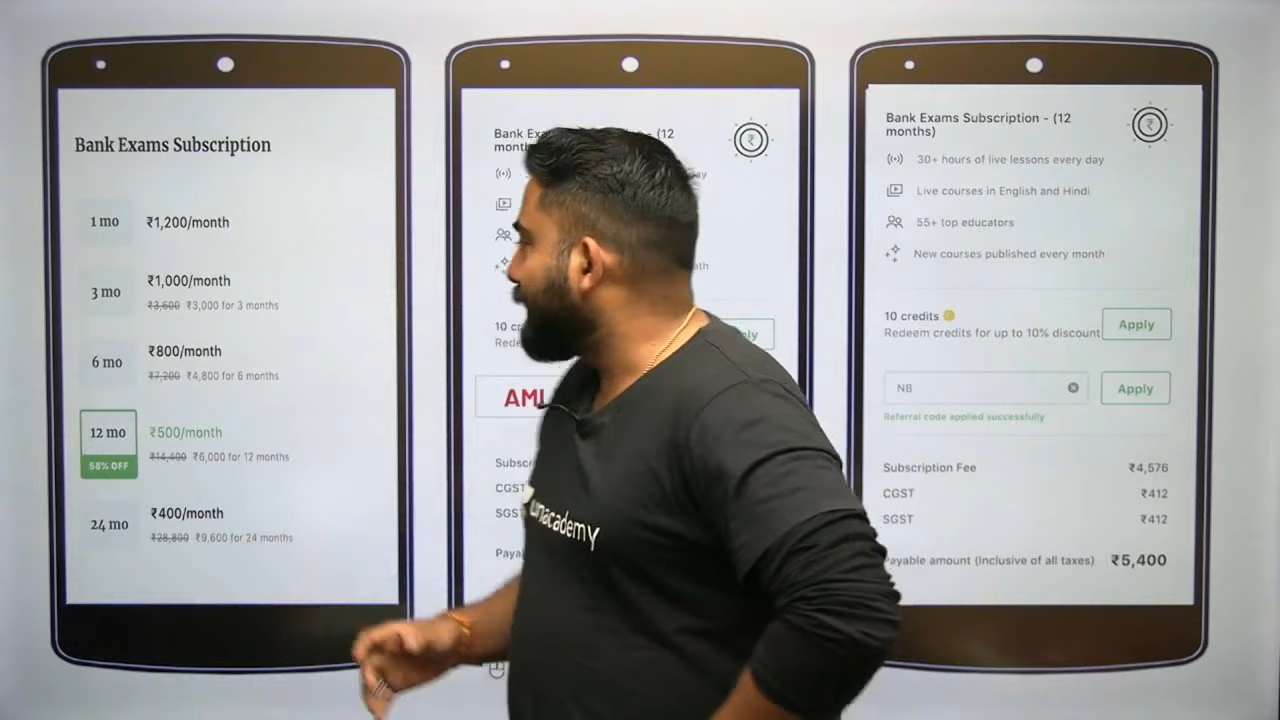 Bank Exams Subscription
1 mo
₹1,200/month
3 mo
₹1,000/month
₹3,600 ₹3,000 for 3 months
6 mo
₹800/month
₹7,200 ₹4,800 for 6 months
12 mo
58% OFF
₹500/month
₹14,400 ₹6,000 for 12 months
24 mo
₹400/month
₹28,800 ₹9,600 for 24 months
Bank (12
10
CGST
SGST
unacademy
Bank Exams Subscription - (12
months)
30+ hours of live lessons every day
Live courses in English and Hindi
55+ top educators
New courses published every month
10 credits
Redeem credits for up to 10% discount
Apply
NB
Apply
Referral code applied successfully
Subscription Fee ₹4,576
CGST ₹412
SGST ₹412
Payable amount (Inclusive of all taxes) ₹5,400